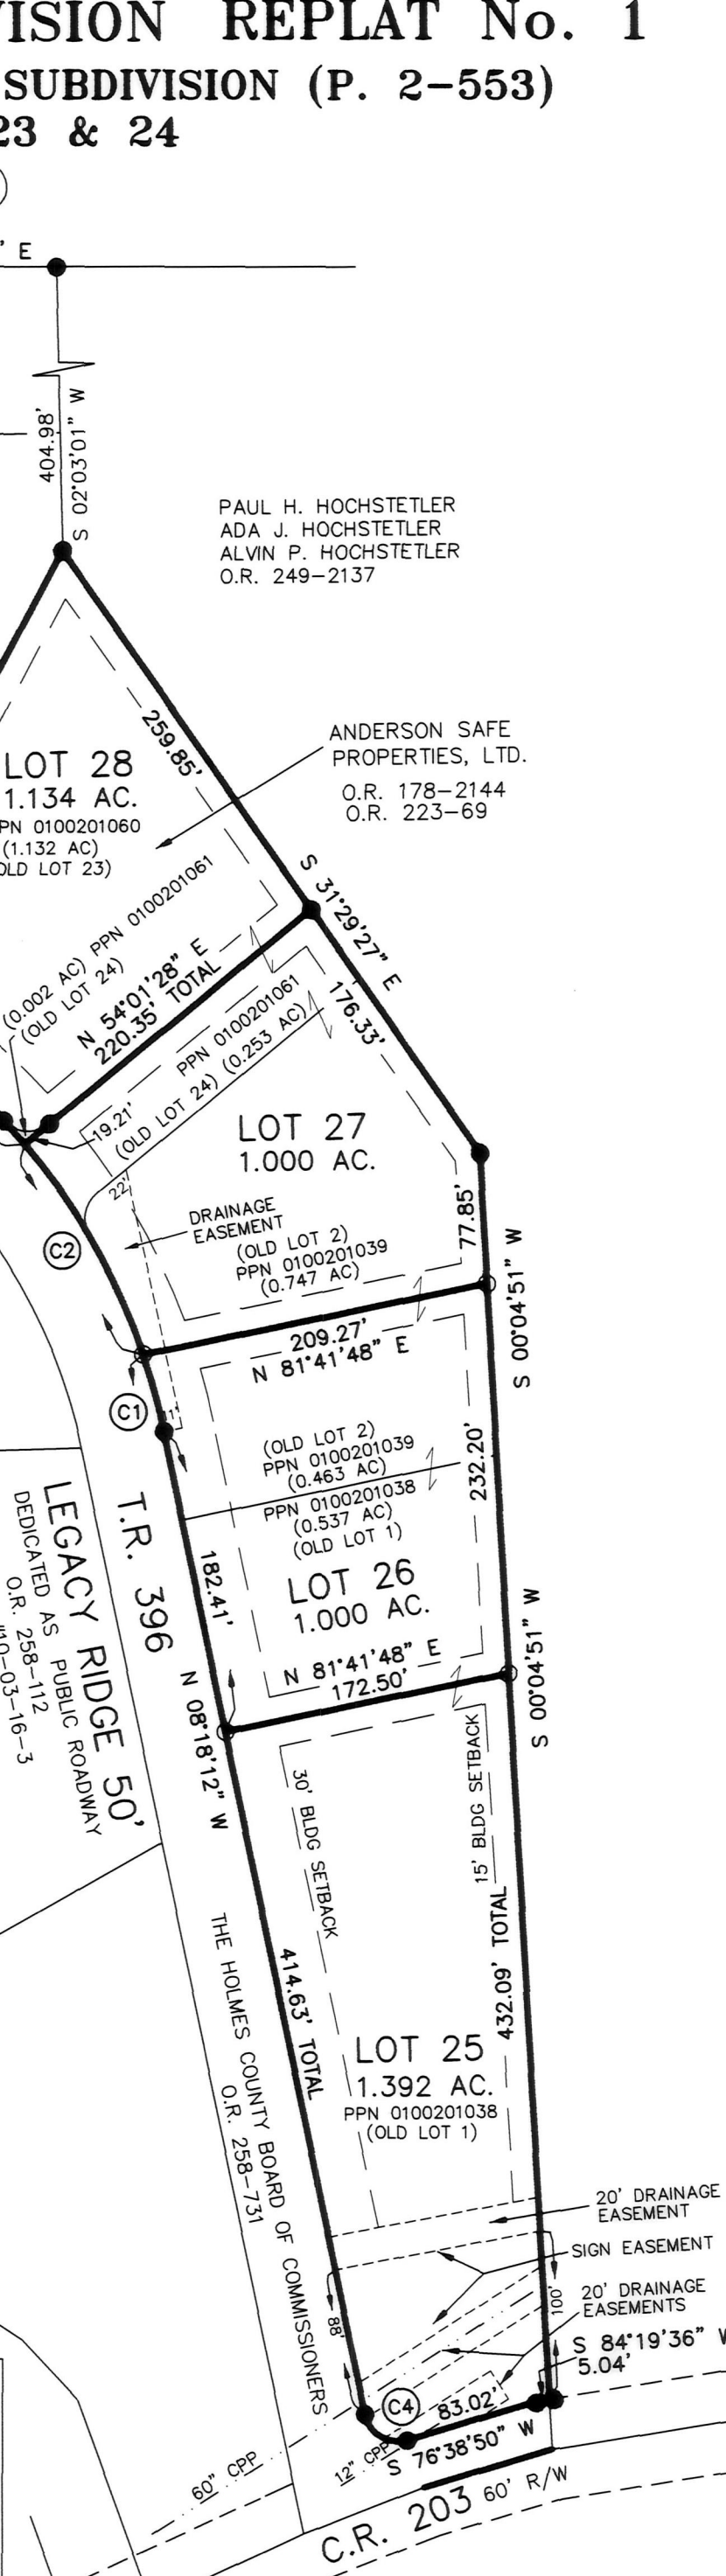 VISION REPLAT No. 1
SUBDIVISION (P. 2-553)
23 & 24
' E
404.98'
S 02°03'01" W
PAUL H. HOCHSTETLER
ADA J. HOCHSTETLER
ALVIN P. HOCHSTETLER
O.R. 249-2137
259.85'
ANDERSON SAFE
PROPERTIES, LTD.
O.R. 178-2144
O.R. 223-69
LOT 28
1.134 AC.
PN 0100201060
(1.132 AC)
OLD LOT 23)
S 31°29'27" E
(0.002 AC) PPN 0100201061
(OLD LOT 24)
N 54°01'28" E
220.35' TOTAL
176.33'
PPN 0100201061
(OLD LOT 24) (0.253 AC)
19.21'
LOT 27
1.000 AC.
22'
DRAINAGE
EASEMENT
(OLD LOT 2)
PPN 0100201039
(0.747 AC)
77.85'
S 00°04'51" W
C2
209.27'
N 81°41'48" E
C1
1'
(OLD LOT 2)
PPN 0100201039
(0.463 AC)
PPN 0100201038
(0.537 AC)
(OLD LOT 1)
232.20'
LOT 26
1.000 AC.
182.41'
T.R. 396
LEGACY RIDGE 50'
DEDICATED AS PUBLIC ROADWAY
O.R. 258-112
10-03-16-3
N 81°41'48" E
172.50'
N 08°18'12" W
S 00°04'51" W
30' BLDG SETBACK
15' BLDG SETBACK
414.63' TOTAL
432.09' TOTAL
THE HOLMES COUNTY BOARD OF COMMISSIONERS
O.R. 258-731
LOT 25
1.392 AC.
PPN 0100201038
(OLD LOT 1)
20' DRAINAGE
EASEMENT
SIGN EASEMENT
20' DRAINAGE
EASEMENTS
100'
88'
S 84°19'36" W
5.04'
C4
83.02'
S 76°38'50" W
60" CPP
12" CPP
C.R. 203 60' R/W